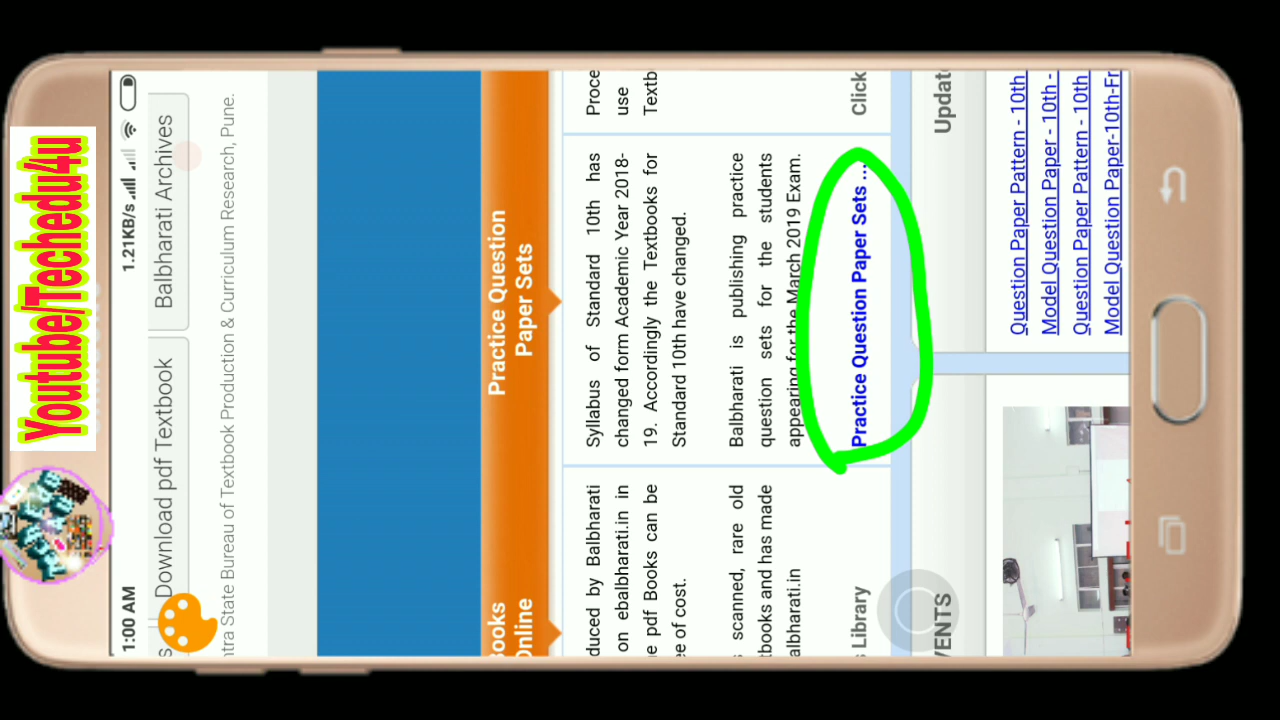 Youtube/Techedu4u
1:00 AM
1.21KB/s
s
Download pdf Textbook
Balbharati Archives
ntra State Bureau of Textbook Production & Curriculum Research, Pune.
ooks
Online
duced by Balbharati
on ebalbharati.in in
e pdf Books can be
ee of cost.
s scanned, rare old
tbooks and has made
albharati.in
s Library
Practice Question
Paper Sets
Syllabus of Standard 10th has
changed form Academic Year 2018-
19. Accordingly the Textbooks for
Standard 10th have changed.
Balbharati is publishing practice
question sets for the students
appearing for the March 2019 Exam.
Practice Question Paper Sets ...
Proce
use
Textb
Click
VENTS
Updat
Question Paper Pattern - 10th
Model Question Paper - 10th -
Question Paper Pattern - 10th
Model Question Paper-10th-Fr